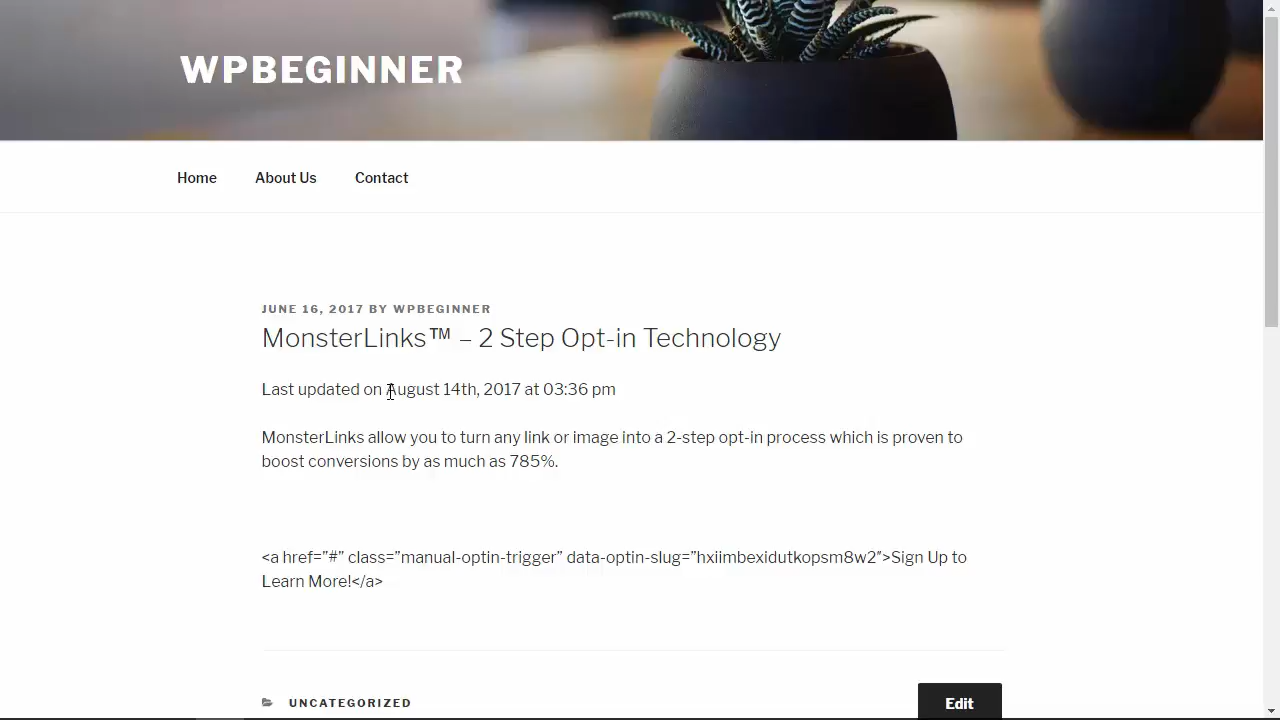 WPBEGINNER
Home About Us Contact
JUNE 16, 2017 BY WPBEGINNER
MonsterLinks™ – 2 Step Opt-in Technology
Last updated on August 14th, 2017 at 03:36 pm
MonsterLinks allow you to turn any link or image into a 2-step opt-in process which is proven to
boost conversions by as much as 785%.
<a href=”#” class=”manual-optin-trigger” data-optin-slug=”hxiimbexidutkopsm8w2″>Sign Up to
Learn More!</a>
UNCATEGORIZED
Edit